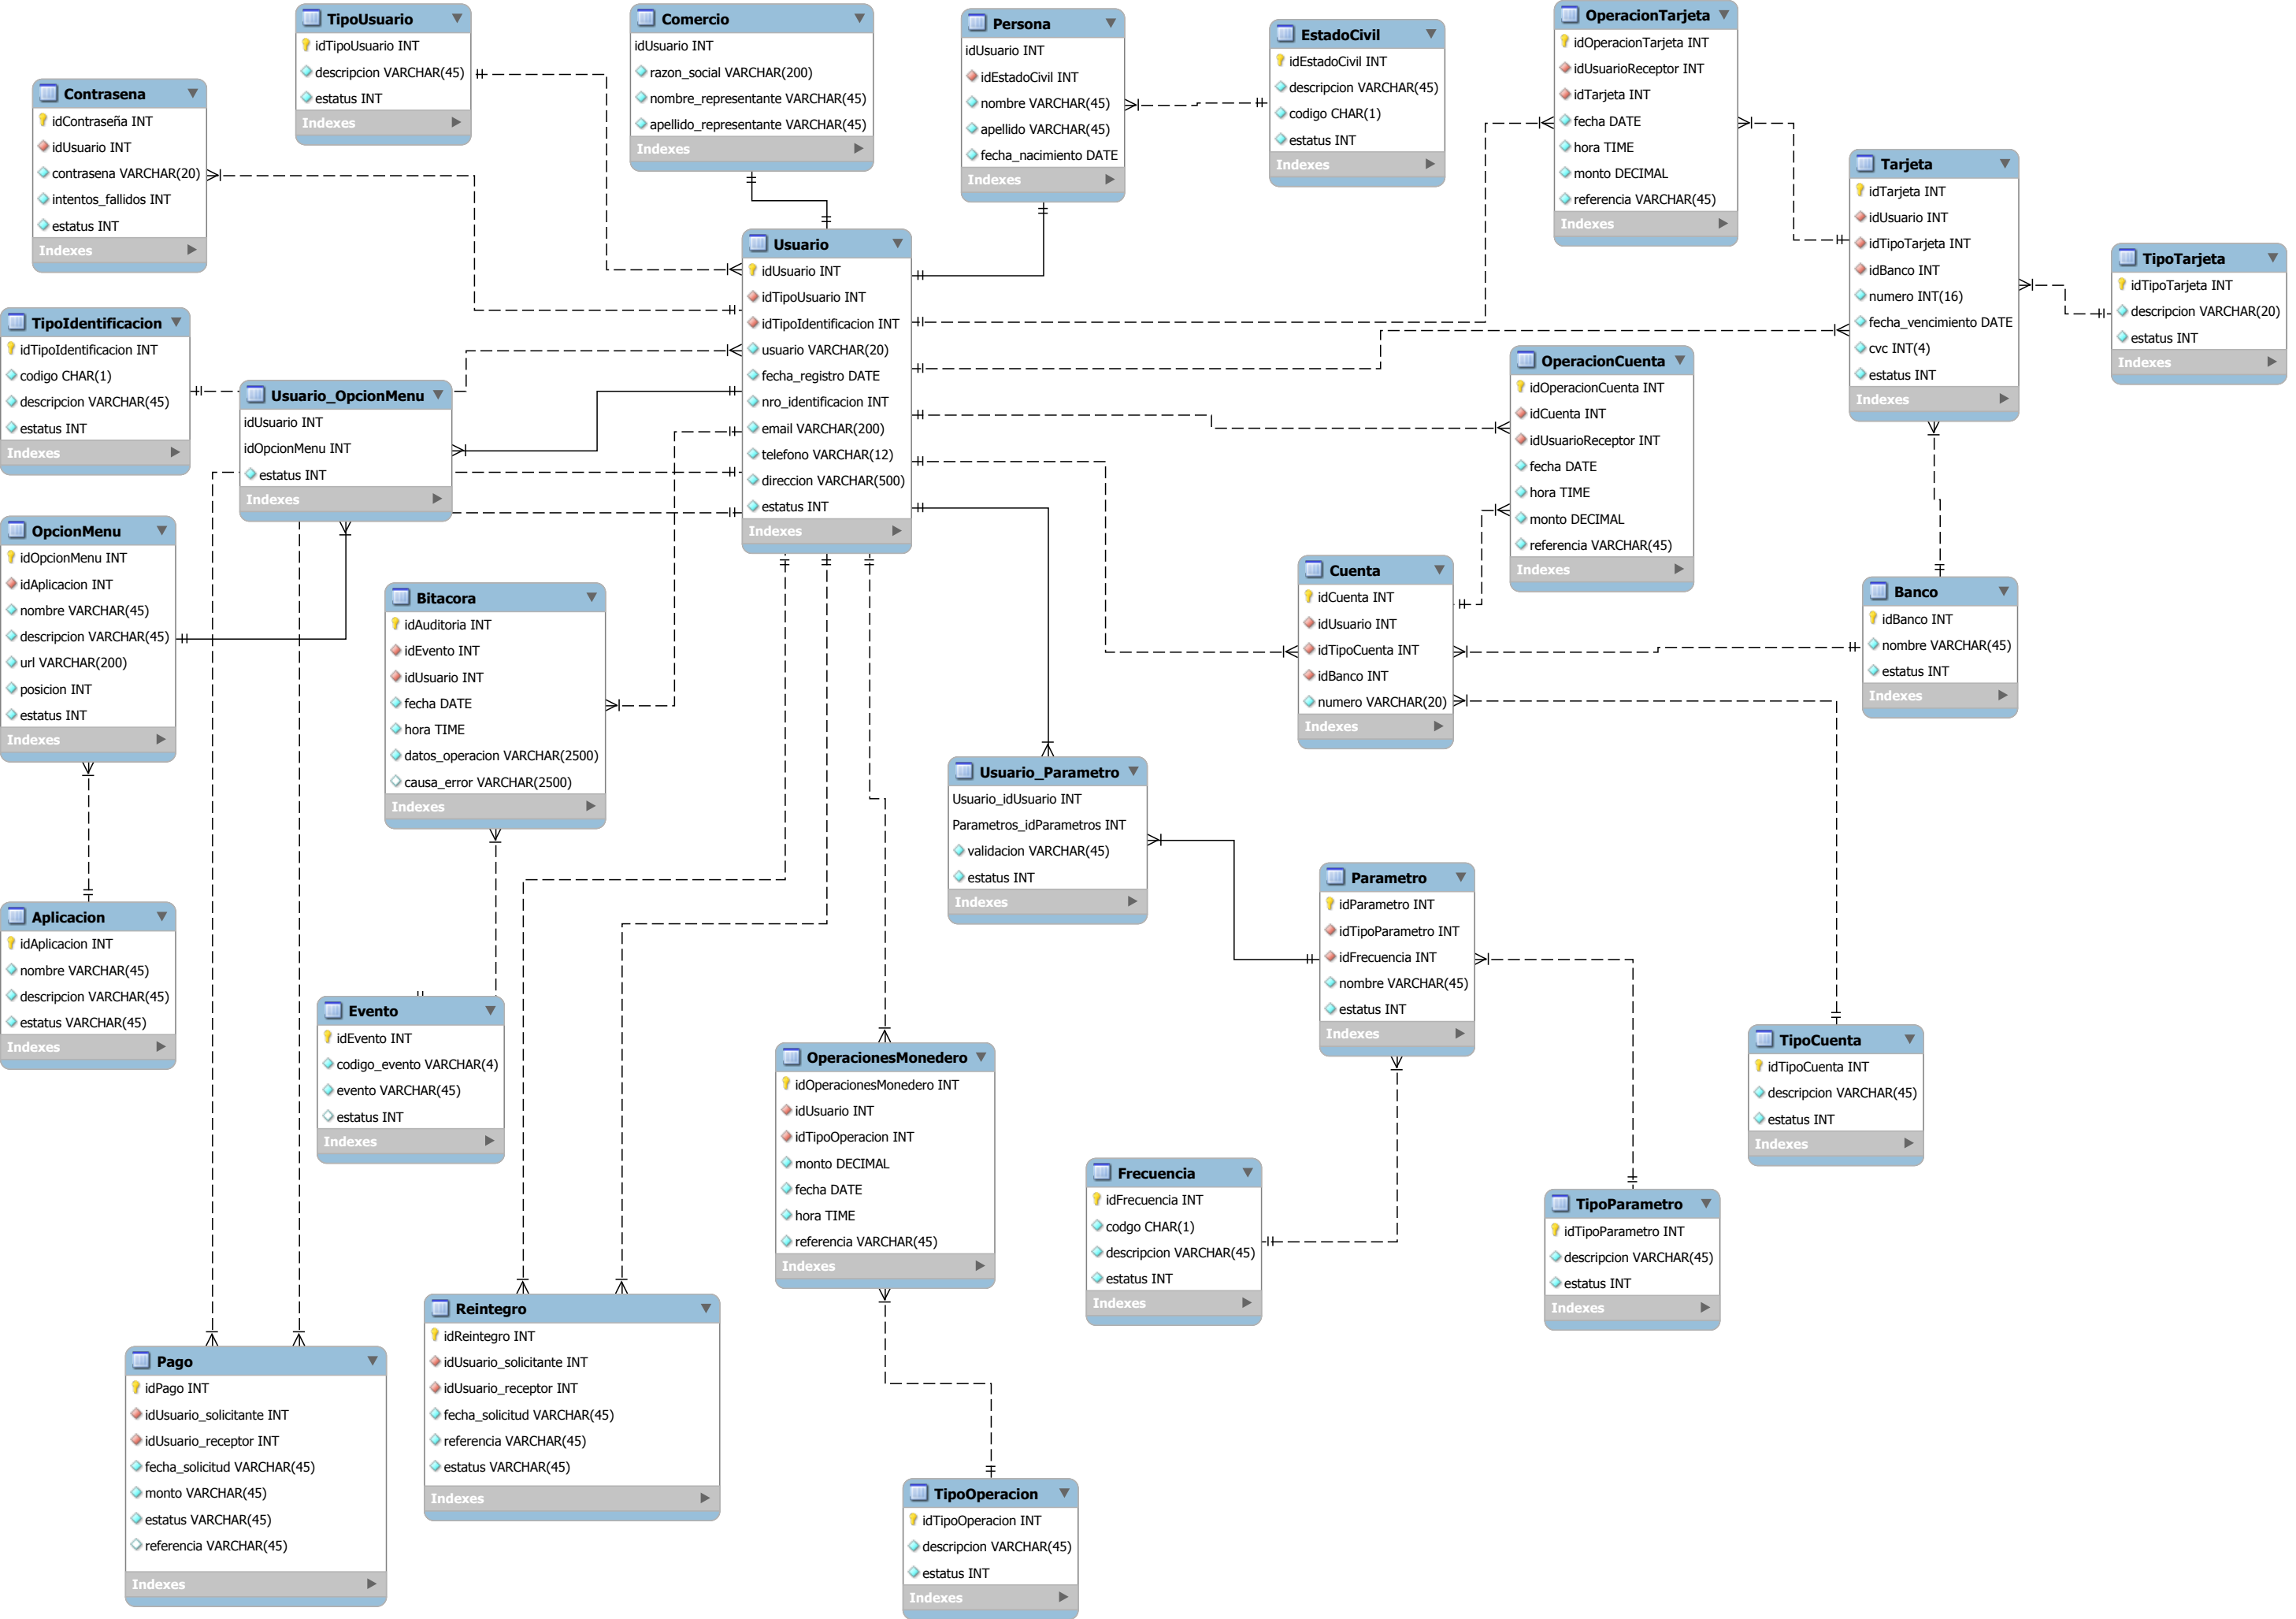 TipoUsuario
idTipoUsuario INT
descripcion VARCHAR(45)
estatus INT
Indexes
Comercio
idUsuario INT
razon_social VARCHAR(200)
nombre_representante VARCHAR(45)
apellido_representante VARCHAR(45)
Indexes
Persona
idUsuario INT
idEstadoCivil INT
nombre VARCHAR(45)
apellido VARCHAR(45)
fecha_nacimiento DATE
Indexes
EstadoCivil
idEstadoCivil INT
descripcion VARCHAR(45)
codigo CHAR(1)
estatus INT
Indexes
OperacionTarjeta
idOperacionTarjeta INT
idUsuarioReceptor INT
idTarjeta INT
fecha DATE
hora TIME
monto DECIMAL
referencia VARCHAR(45)
Indexes
Contrasena
idContraseña INT
idUsuario INT
contrasena VARCHAR(20)
intentos_fallidos INT
estatus INT
Indexes
Tarjeta
idTarjeta INT
idUsuario INT
idTipoTarjeta INT
idBanco INT
numero INT(16)
fecha_vencimiento DATE
cvc INT(4)
estatus INT
Indexes
TipoTarjeta
idTipoTarjeta INT
descripcion VARCHAR(20)
estatus INT
Indexes
Usuario
idUsuario INT
idTipoUsuario INT
idTipoIdentificacion INT
usuario VARCHAR(20)
fecha_registro DATE
nro_identificacion INT
email VARCHAR(200)
telefono VARCHAR(12)
direccion VARCHAR(500)
estatus INT
Indexes
TipoIdentificacion
idTipoIdentificacion INT
codigo CHAR(1)
descripcion VARCHAR(45)
estatus INT
Indexes
Usuario_OpcionMenu
idUsuario INT
idOpcionMenu INT
estatus INT
Indexes
OperacionCuenta
idOperacionCuenta INT
idCuenta INT
idUsuarioReceptor INT
fecha DATE
hora TIME
monto DECIMAL
referencia VARCHAR(45)
Indexes
OpcionMenu
idOpcionMenu INT
idAplicacion INT
nombre VARCHAR(45)
descripcion VARCHAR(45)
url VARCHAR(200)
posicion INT
estatus INT
Indexes
Bitacora
idAuditoria INT
idEvento INT
idUsuario INT
fecha DATE
hora TIME
datos_operacion VARCHAR(2500)
causa_error VARCHAR(2500)
Indexes
Cuenta
idCuenta INT
idUsuario INT
idTipoCuenta INT
idBanco INT
numero VARCHAR(20)
Indexes
Banco
idBanco INT
nombre VARCHAR(45)
estatus INT
Indexes
Usuario_Parametro
Usuario_idUsuario INT
Parametros_idParametros INT
validacion VARCHAR(45)
estatus INT
Indexes
Parametro
idParametro INT
idTipoParametro INT
idFrecuencia INT
nombre VARCHAR(45)
estatus INT
Indexes
Aplicacion
idAplicacion INT
nombre VARCHAR(45)
descripcion VARCHAR(45)
estatus VARCHAR(45)
Indexes
Evento
idEvento INT
codigo_evento VARCHAR(4)
evento VARCHAR(45)
estatus INT
Indexes
OperacionesMonedero
idOperacionesMonedero INT
idUsuario INT
idTipoOperacion INT
monto DECIMAL
fecha DATE
hora TIME
referencia VARCHAR(45)
Indexes
TipoCuenta
idTipoCuenta INT
descripcion VARCHAR(45)
estatus INT
Indexes
Frecuencia
idFrecuencia INT
codgo CHAR(1)
descripcion VARCHAR(45)
estatus INT
Indexes
TipoParametro
idTipoParametro INT
descripcion VARCHAR(45)
estatus INT
Indexes
Reintegro
idReintegro INT
idUsuario_solicitante INT
idUsuario_receptor INT
fecha_solicitud VARCHAR(45)
referencia VARCHAR(45)
estatus VARCHAR(45)
Indexes
Pago
idPago INT
idUsuario_solicitante INT
idUsuario_receptor INT
fecha_solicitud VARCHAR(45)
monto VARCHAR(45)
estatus VARCHAR(45)
referencia VARCHAR(45)
Indexes
TipoOperacion
idTipoOperacion INT
descripcion VARCHAR(45)
estatus INT
Indexes